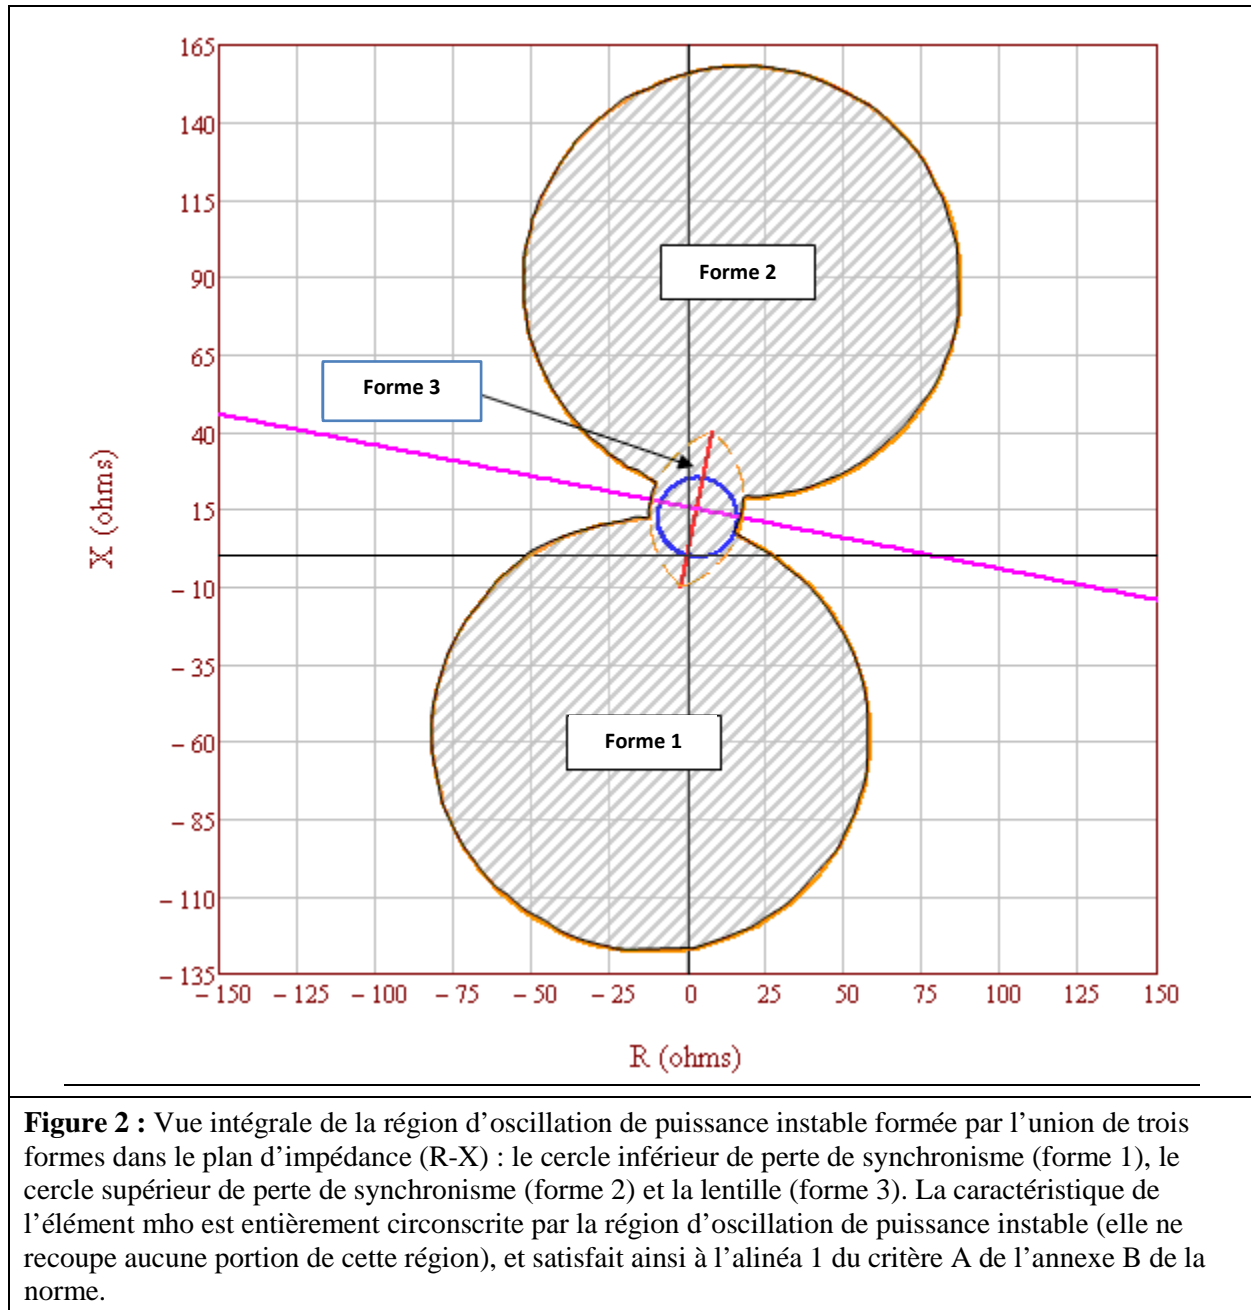 165
140
115
90
65
40
15
– 10
– 35
– 60
– 85
– 110
– 135
X (ohms)
Forme 2
Forme 3
Forme 1
– 150 – 125 – 100 – 75 – 50 – 25 0 25 50 75 100 125 150
R (ohms)
Figure 2 : Vue intégrale de la région d’oscillation de puissance instable formée par l’union de trois
formes dans le plan d’impédance (R-X) : le cercle inférieur de perte de synchronisme (forme 1), le
cercle supérieur de perte de synchronisme (forme 2) et la lentille (forme 3). La caractéristique de
l’élément mho est entièrement circonscrite par la région d’oscillation de puissance instable (elle ne
recoupe aucune portion de cette région), et satisfait ainsi à l’alinéa 1 du critère A de l’annexe B de la
norme.